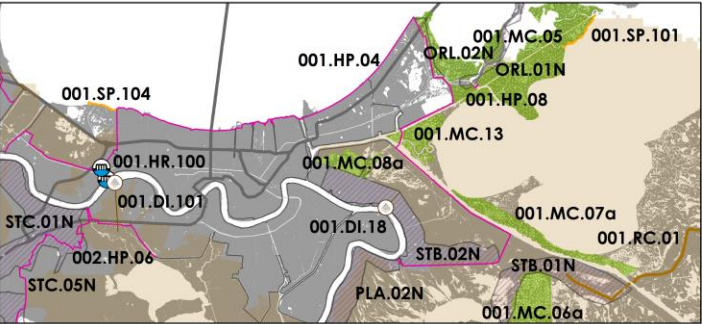 001.MC.05
001.SP.101
ORL.02N
001.HP.04
ORL.01N
001.SP.104
001.HP.08
001.MC.13
001.HR.100
001.MC.08a
001.DI.101
001.MC.07a
STC.01N
001.DI.18
001.RC.01
002.HP.06
STB.02N
STB.01N
STC.05N
PLA.02N
001.MC.06a